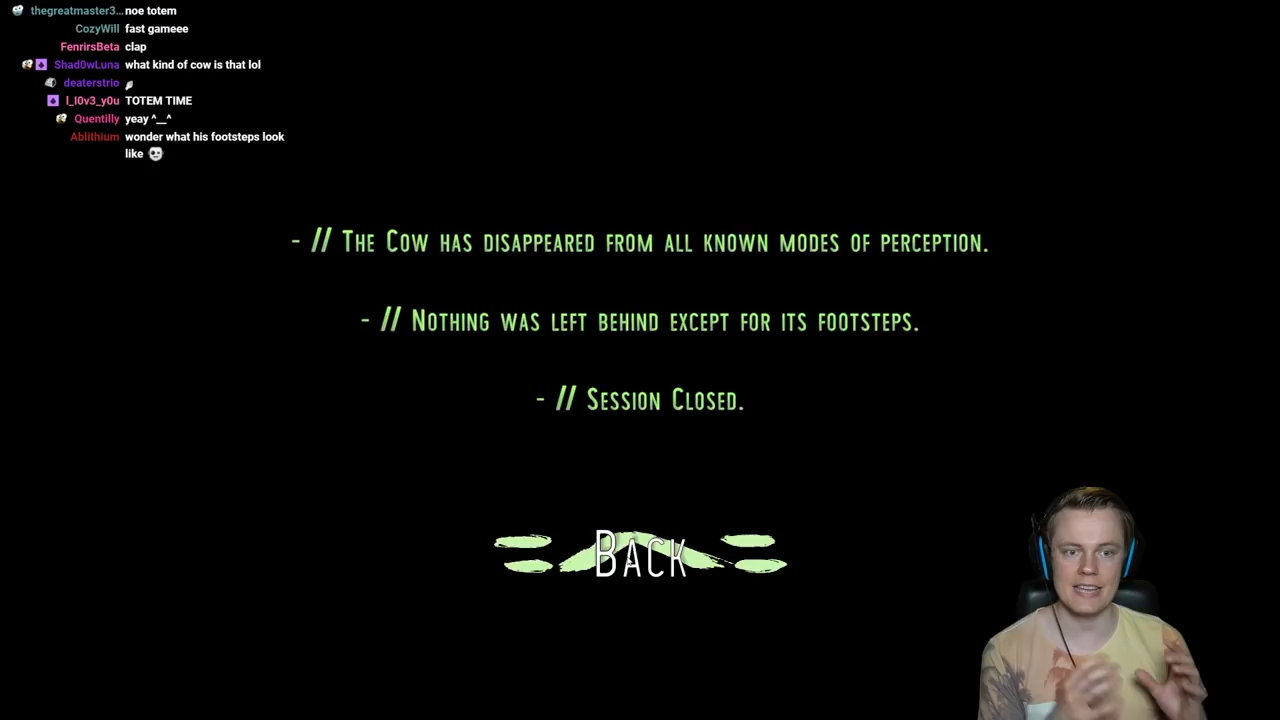 thegreatmaster3... noe totem
CozyWill fast gameee
FenrirsBeta clap
Shad0wLuna what kind of cow is that lol
deaterstrio
l_l0v3_y0u TOTEM TIME
Quentilly yeay ^__^
Ablithium wonder what his footsteps look
like
- // The Cow has disappeared from all known modes of perception.
- // Nothing was left behind except for its footsteps.
- // Session Closed.
Back